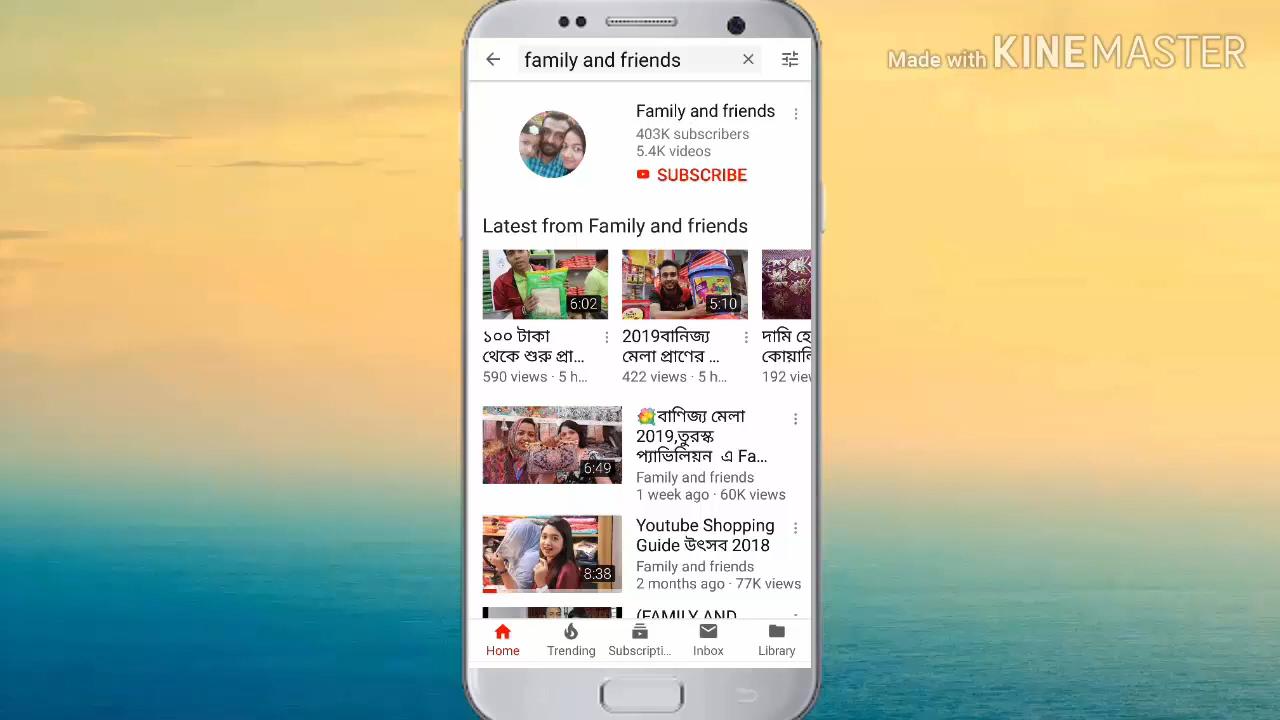 Made with KINEMASTER
family and friends
Family and friends
403K subscribers
5.4K videos
SUBSCRIBE
Latest from Family and friends
6:02
5:10
১০০ টাকা
থেকে শুরু প্রা...
590 views · 5 h...
2019বানিজ্য
মেলা প্রাণের ...
422 views · 5 h...
দামি হে
কোয়ালি
192 view
6:49
বাণিজ্য মেলা
2019,তুরস্ক
প্যাভিলিয়ন এ Fa...
Family and friends
1 week ago · 60K views
8:38
Youtube Shopping
Guide উৎসব 2018
Family and friends
2 months ago · 77K views
(FAMILY AND
Home
Trending
Subscripti...
Inbox
Library